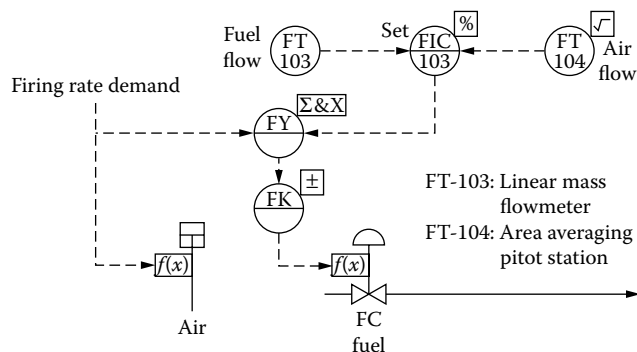 Fuel
flow
FT
103
Set
FIC
103
%
FT
104
√
Air
flow
Firing rate demand
FY
Σ&X
FK
±
FT-103: Linear mass
flowmeter
FT-104: Area averaging
pitot station
f(x)
f(x)
Air
FC
fuel